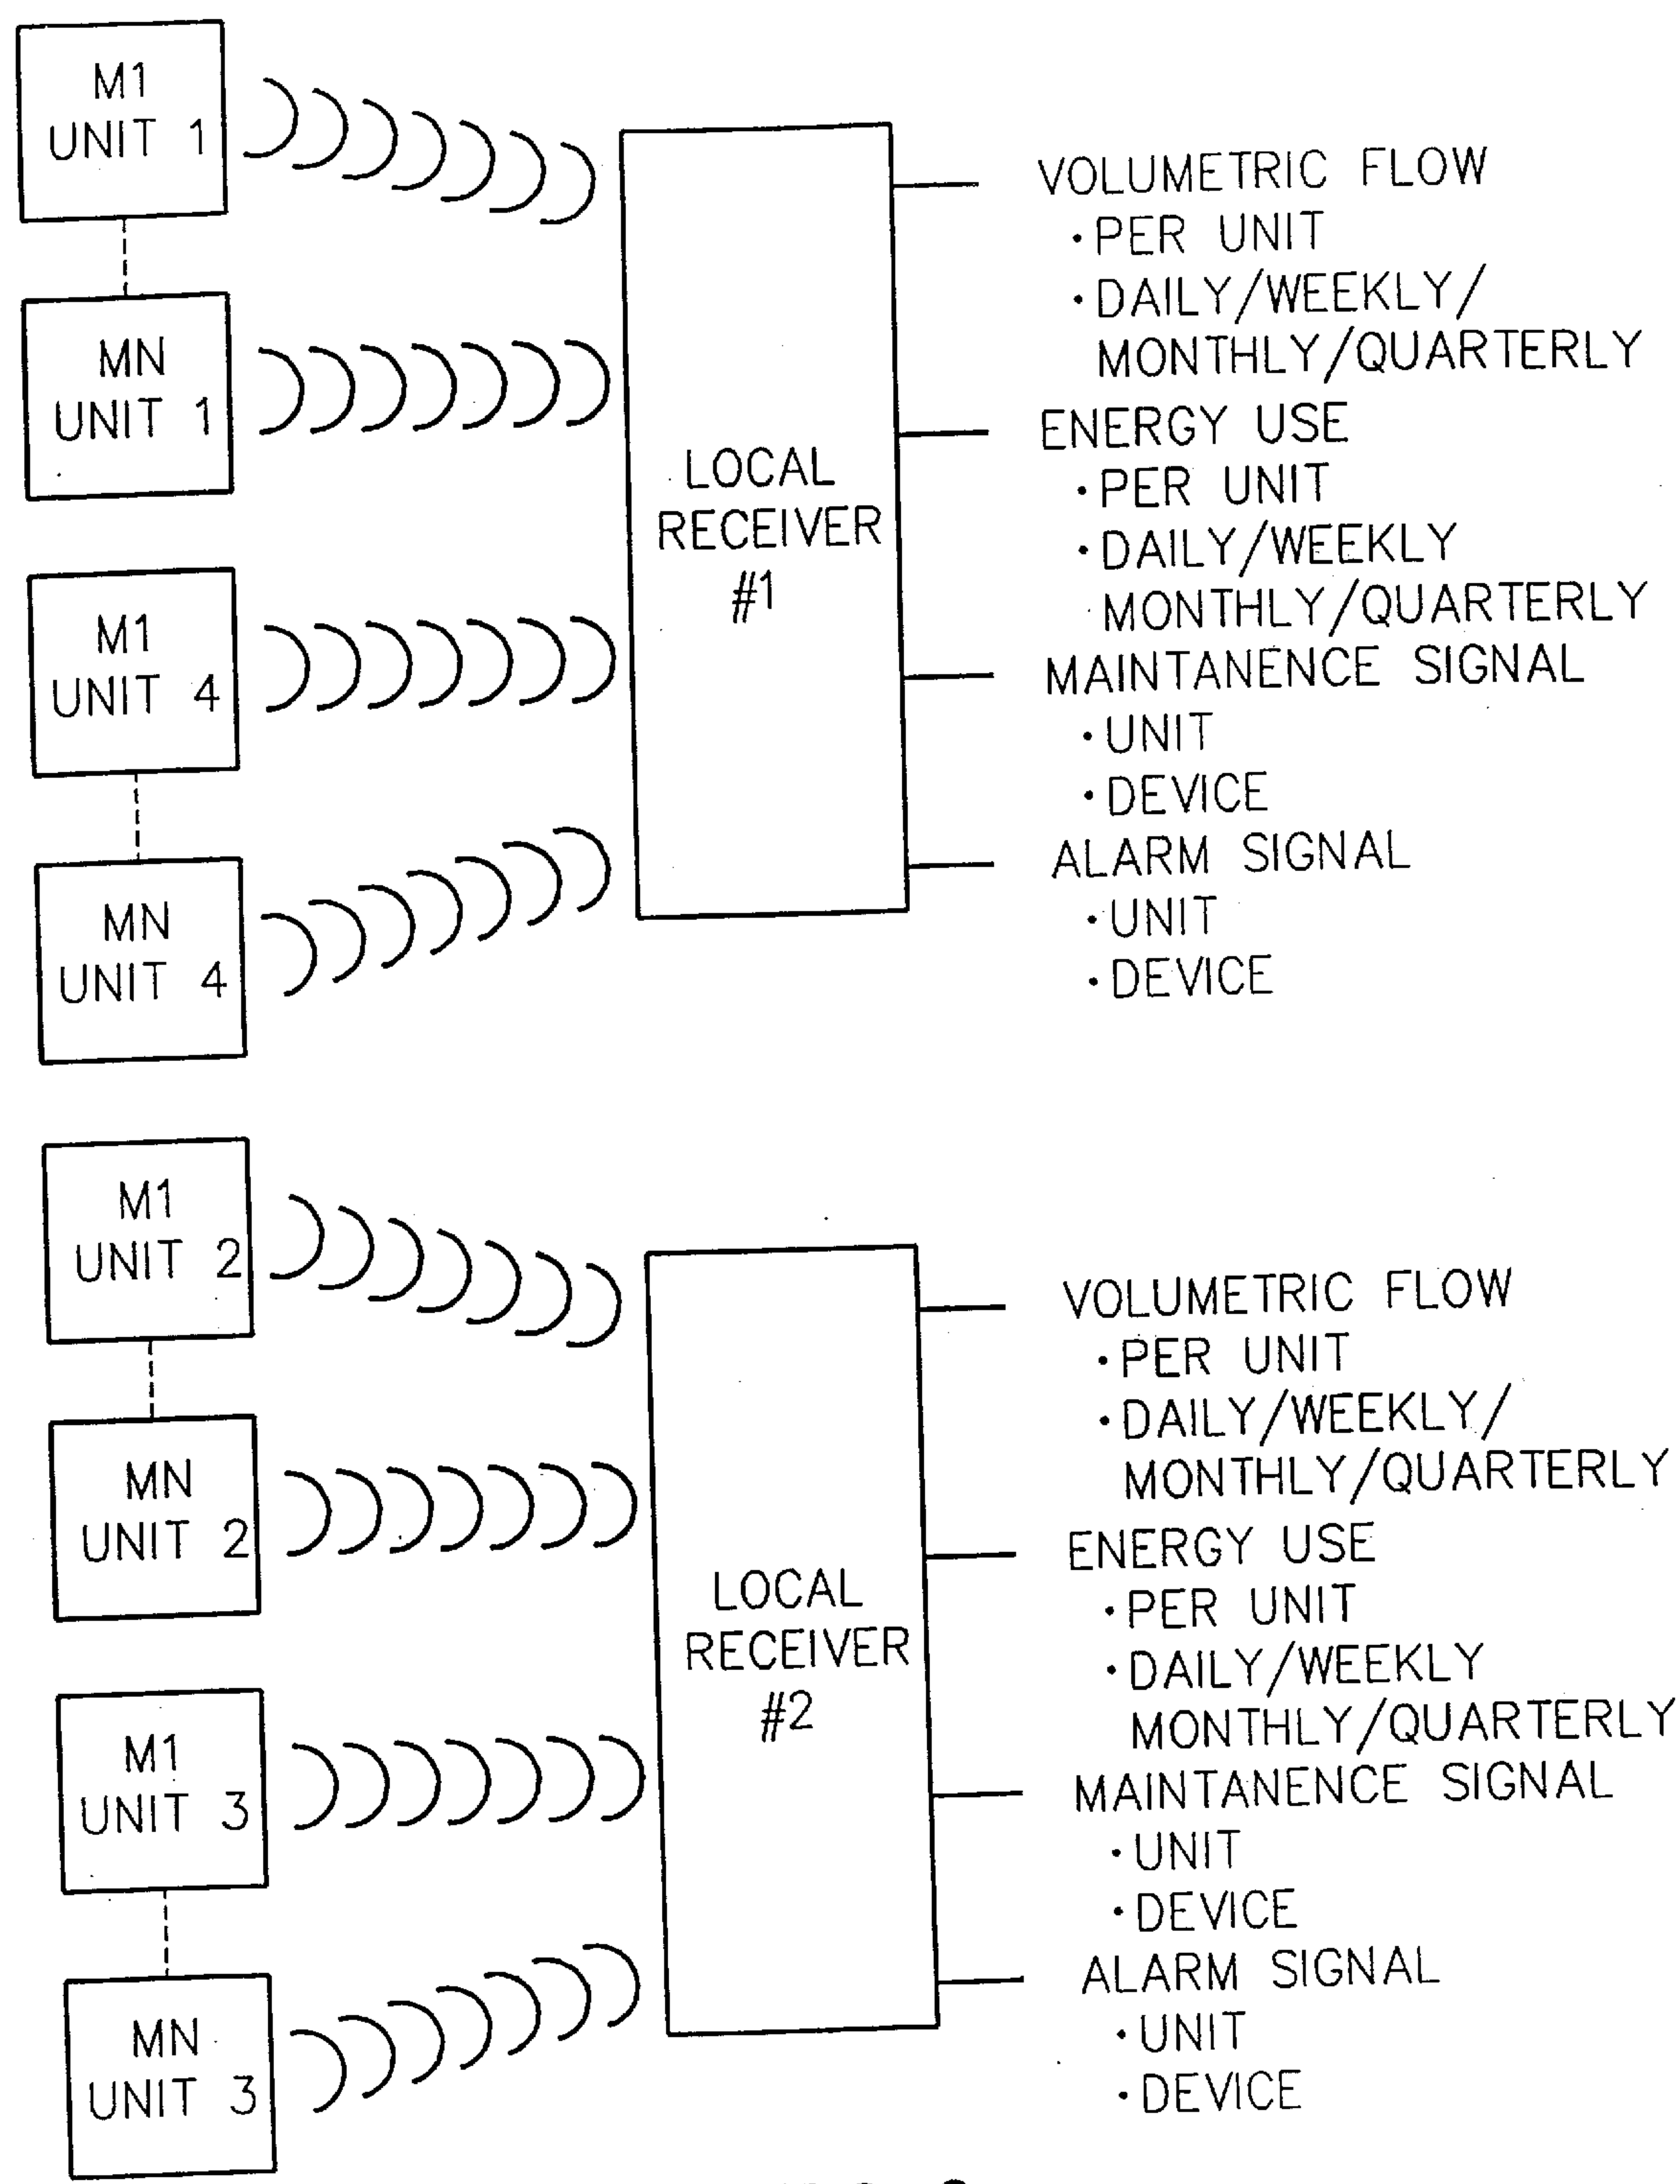 M1
UNIT 1
MN
UNIT 1
M1
UNIT 4
MN
UNIT 4
LOCAL
RECEIVER
#1
VOLUMETRIC FLOW
·PER UNIT
·DAILY/WEEKLY/
MONTHLY/QUARTERLY
ENERGY USE
·PER UNIT
·DAILY/WEEKLY
MONTHLY/QUARTERLY
MAINTANENCE SIGNAL
·UNIT
·DEVICE
ALARM SIGNAL
·UNIT
·DEVICE
M1
UNIT 2
MN
UNIT 2
M1
UNIT 3
MN
UNIT 3
LOCAL
RECEIVER
#2
VOLUMETRIC FLOW
·PER UNIT
·DAILY/WEEKLY/
MONTHLY/QUARTERLY
ENERGY USE
·PER UNIT
·DAILY/WEEKLY
MONTHLY/QUARTERLY
MAINTANENCE SIGNAL
·UNIT
·DEVICE
ALARM SIGNAL
·UNIT
·DEVICE